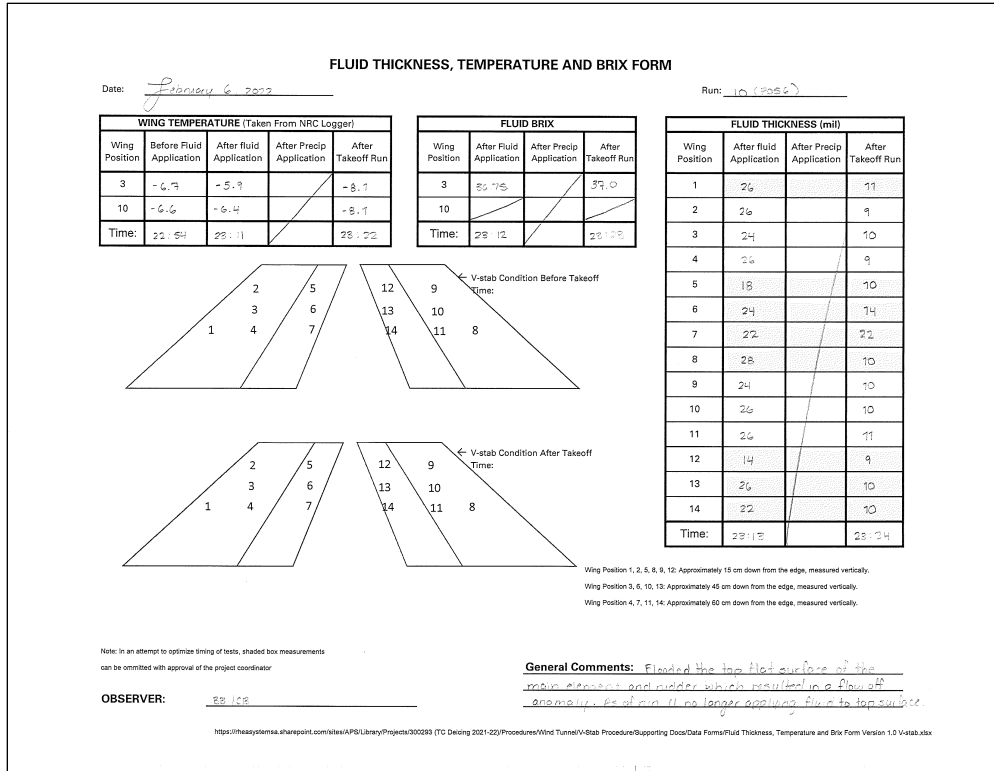 FLUID THICKNESS, TEMPERATURE AND BRIX FORM
Date: February 6, 2022 Run: 10 (7056)
WING TEMPERATURE (Taken From NRC Logger)
Wing Position Before Fluid Application After fluid Application After Precip Application After Takeoff Run
3 -6.7 -5.9 -8.7
10 -6.6 -6.4 -8.7
Time: 22:54 23:11 23:22
FLUID BRIX
Wing Position After Fluid Application After Precip Application After Takeoff Run
3 36.75 37.0
10
Time: 23:12 23:23
FLUID THICKNESS (mil)
Wing Position After fluid Application After Precip Application After Takeoff Run
1 26 11
2 26 9
3 24 10
4 26 9
5 18 10
6 24 14
7 22 22
8 28 10
9 24 10
10 26 10
11 26 11
12 14 9
13 26 10
14 22 10
Time: 23:13 23:24
← V-stab Condition Before Takeoff
Time:
2 5 12 9
3 6 13 10
1 4 7 14 11 8
← V-stab Condition After Takeoff
Time:
2 5 12 9
3 6 13 10
1 4 7 14 11 8
Wing Position 1, 2, 5, 8, 9, 12: Approximately 15 cm down from the edge, measured vertically.
Wing Position 3, 6, 10, 13: Approximately 45 cm down from the edge, measured vertically.
Wing Position 4, 7, 11, 14: Approximately 60 cm down from the edge, measured vertically.
Note: In an attempt to optimize timing of tests, shaded box measurements
can be ommitted with approval of the project coordinator
General Comments: Flooded the top flat surface of the
main element and rudder which resulted in a flow off
anomaly. As of run 11 no longer applying fluid to top surface.
OBSERVER:
https://rheasystemsa.sharepoint.com/sites/APS/Library/Projects/300293 (TC Deicing 2021-22)/Procedures/Wind Tunnel/V-Stab Procedure/Supporting Docs/Data Forms/Fluid Thickness, Temperature and Brix Form Version 1.0 V-stab.xlsx